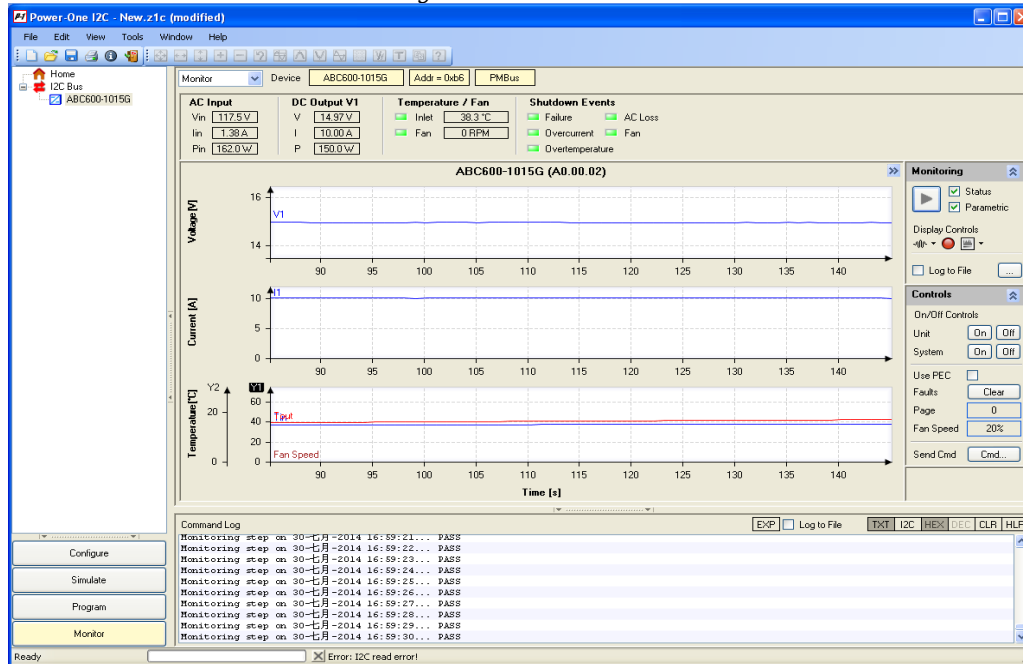 Power-One I2C - New.z1c (modified)
File Edit View Tools Window Help
Home
I2C Bus
ABC600-1015G
Monitor Device ABC600-1015G Addr = 0xb6 PMBus
AC Input DC Output V1 Temperature / Fan Shutdown Events
Vin 117.5 V V 14.97 V Inlet 38.3 °C Failure AC Loss
Iin 1.38 A I 10.00 A Fan 0 RPM Overcurrent Fan
Pin 162.0 W P 150.0 W Overtemperature
ABC600-1015G (A0.00.02)
Voltage [V]
16
V1
14
90 95 100 105 110 115 120 125 130 135 140
Current [A]
10
I1
5
0
90 95 100 105 110 115 120 125 130 135 140
Temperature [°C]
Y2 Y1
60
20 40
20
0 0
Fan Speed
90 95 100 105 110 115 120 125 130 135 140
Time [s]
Monitoring
Status
Parametric
Display Controls
Log to File ...
Controls
On/Off Controls
Unit On Off
System On Off
Use PEC
Faults Clear
Page 0
Fan Speed 20%
Send Cmd Cmd...
Command Log EXP Log to File TXT I2C HEX DEC CLR HLP
Monitoring step on 30-七月-2014 16:59:21... PASS
Monitoring step on 30-七月-2014 16:59:22... PASS
Monitoring step on 30-七月-2014 16:59:23... PASS
Monitoring step on 30-七月-2014 16:59:24... PASS
Monitoring step on 30-七月-2014 16:59:25... PASS
Monitoring step on 30-七月-2014 16:59:26... PASS
Monitoring step on 30-七月-2014 16:59:27... PASS
Monitoring step on 30-七月-2014 16:59:28... PASS
Monitoring step on 30-七月-2014 16:59:29... PASS
Monitoring step on 30-七月-2014 16:59:30... PASS
Configure
Simulate
Program
Monitor
Ready Error: I2C read error!